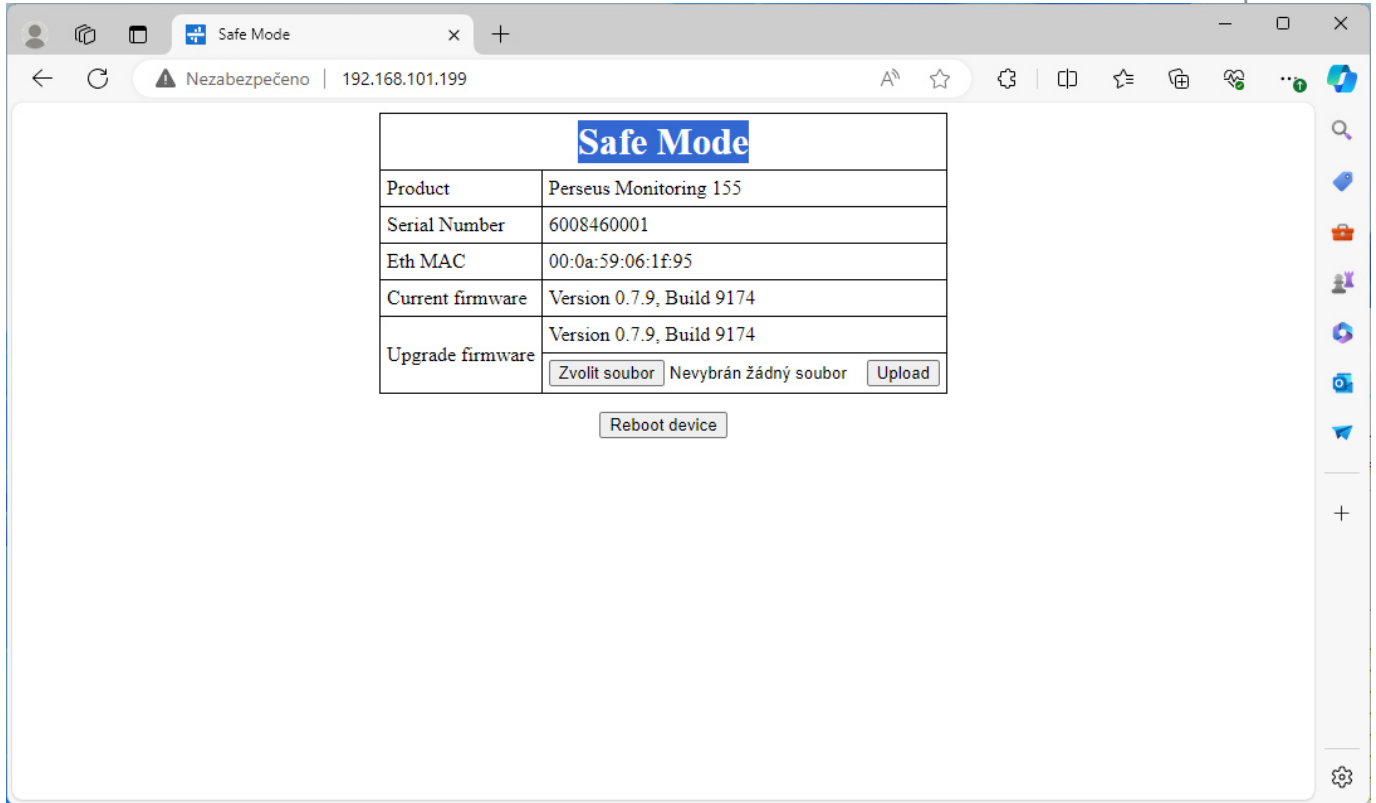 Safe Mode
Nezabezpečeno 192.168.101.199
Safe Mode
Product Perseus Monitoring 155
Serial Number 6008460001
Eth MAC 00:0a:59:06:1f:95
Current firmware Version 0.7.9, Build 9174
Upgrade firmware Version 0.7.9, Build 9174
Zvolit soubor Nevybrán žádný soubor Upload
Reboot device